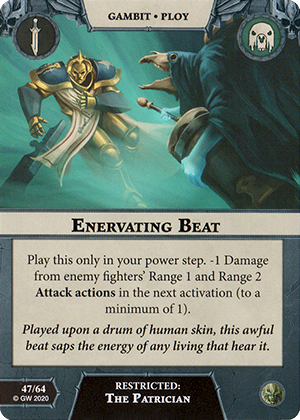 GAMBIT • PLOY
ENERVATING BEAT
Play this only in your power step. -1 Damage
from enemy fighters' Range 1 and Range 2
Attack actions in the next activation (to a
minimum of 1).
Played upon a drum of human skin, this awful
beat saps the energy of any living that hear it.
47/64
© GW 2020
RESTRICTED:
THE PATRICIAN